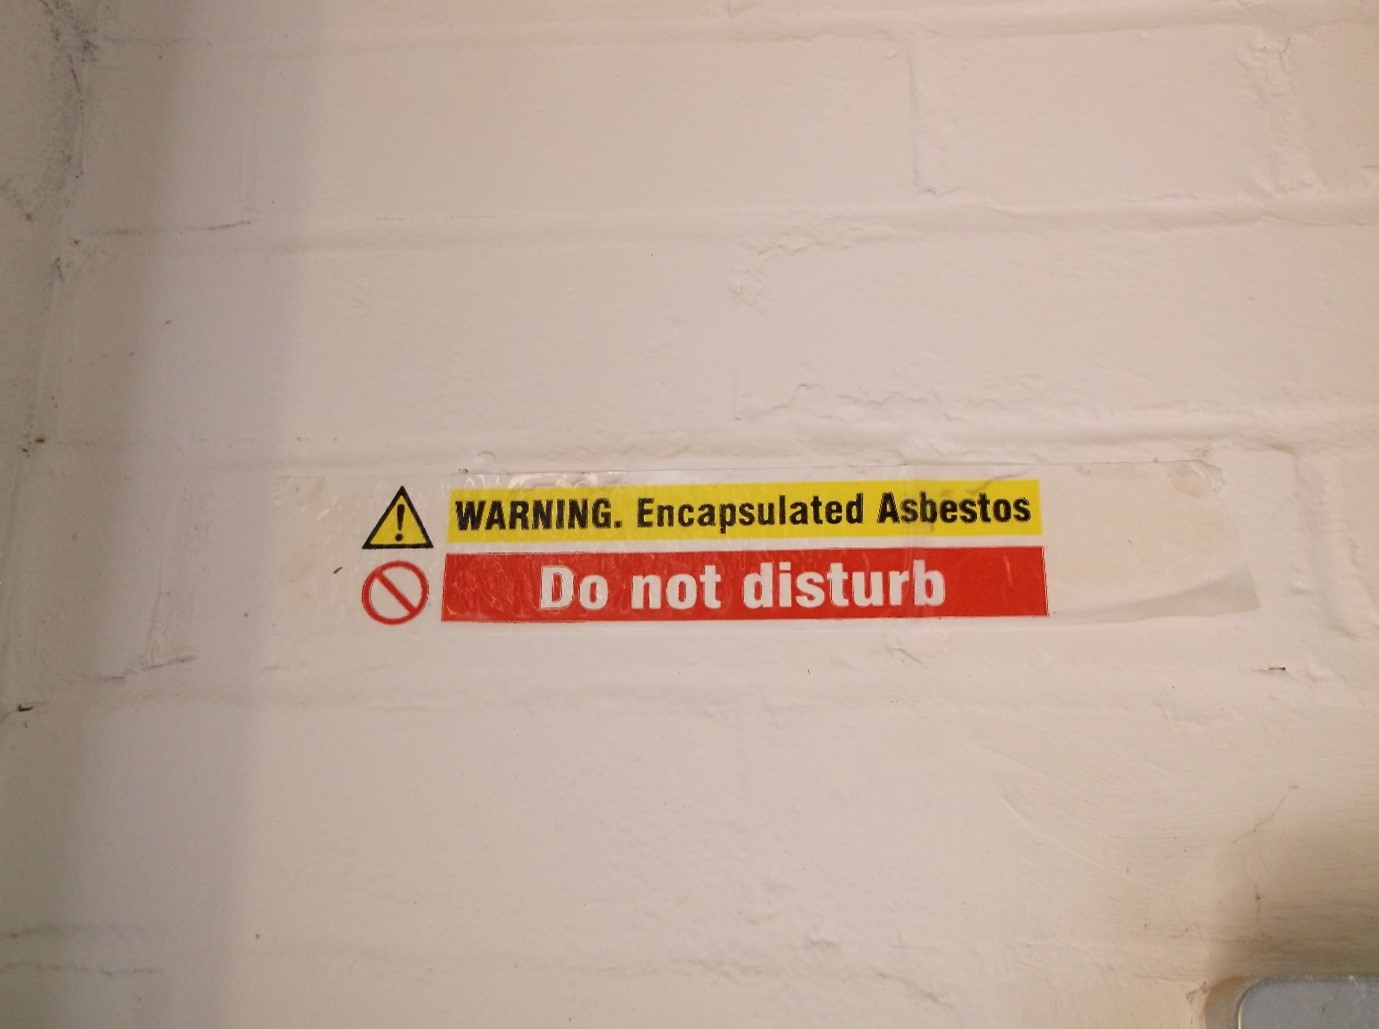 WARNING. Encapsulated Asbestos
Do not disturb